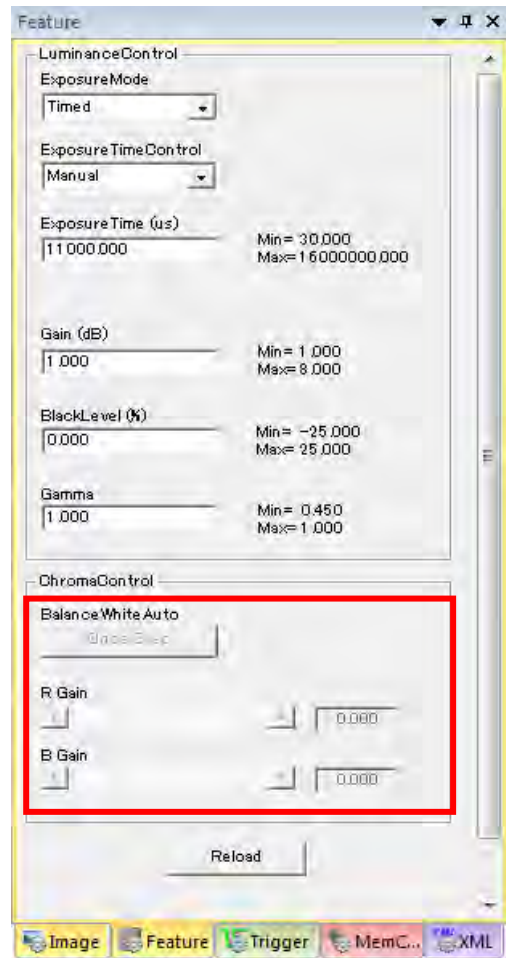 Feature
LuminanceControl
ExposureMode
Timed
ExposureTimeControl
Manual
ExposureTime (us)
11000.000
Min= 30.000
Max=16000000.000
Gain (dB)
1.000
Min= 1.000
Max= 8.000
BlackLevel (%)
0.000
Min= -25.000
Max= 25.000
Gamma
1.000
Min= 0.450
Max= 1.000
ChromaControl
BalanceWhiteAuto
R Gain
0.000
B Gain
0.000
Reload
Image
Feature
Trigger
MemC...
XML